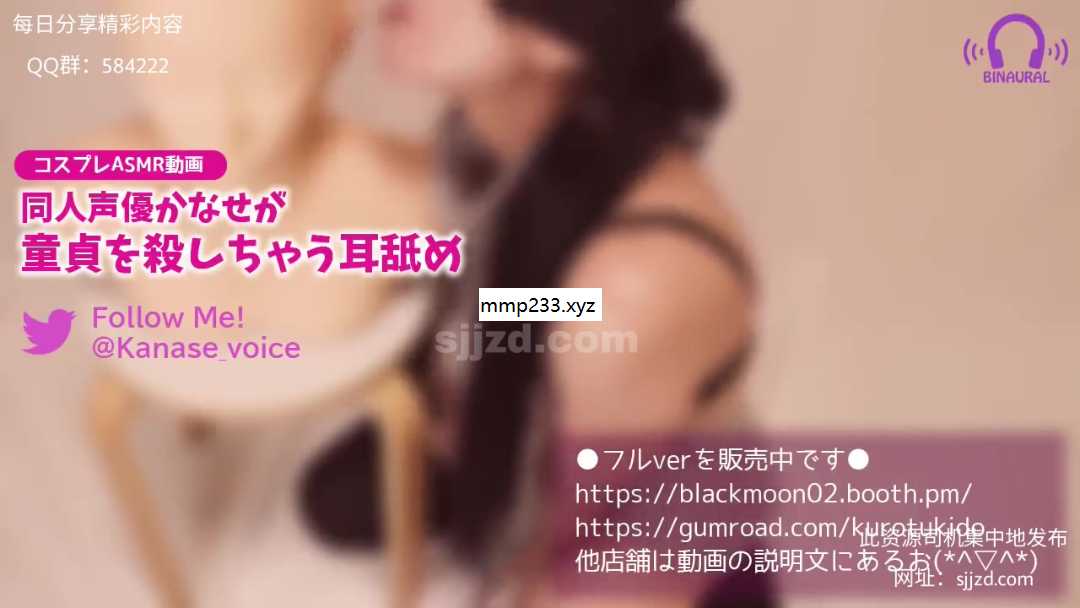 每日分享精彩内容
QQ群：584222
BINAURAL
コスプレASMR動画
同人声優かなせが
童貞を殺しちゃう耳舐め
Follow Me!
@Kanase_voice
mmp233.xyz
sjjzd.com
●フルverを販売中です●
https://blackmoon02.booth.pm/
https://gumroad.com/kurotukido
此资源司机集中地发布
他店舗は動画の説明文にあるお(*^▽^*)
网址：sjjzd.com